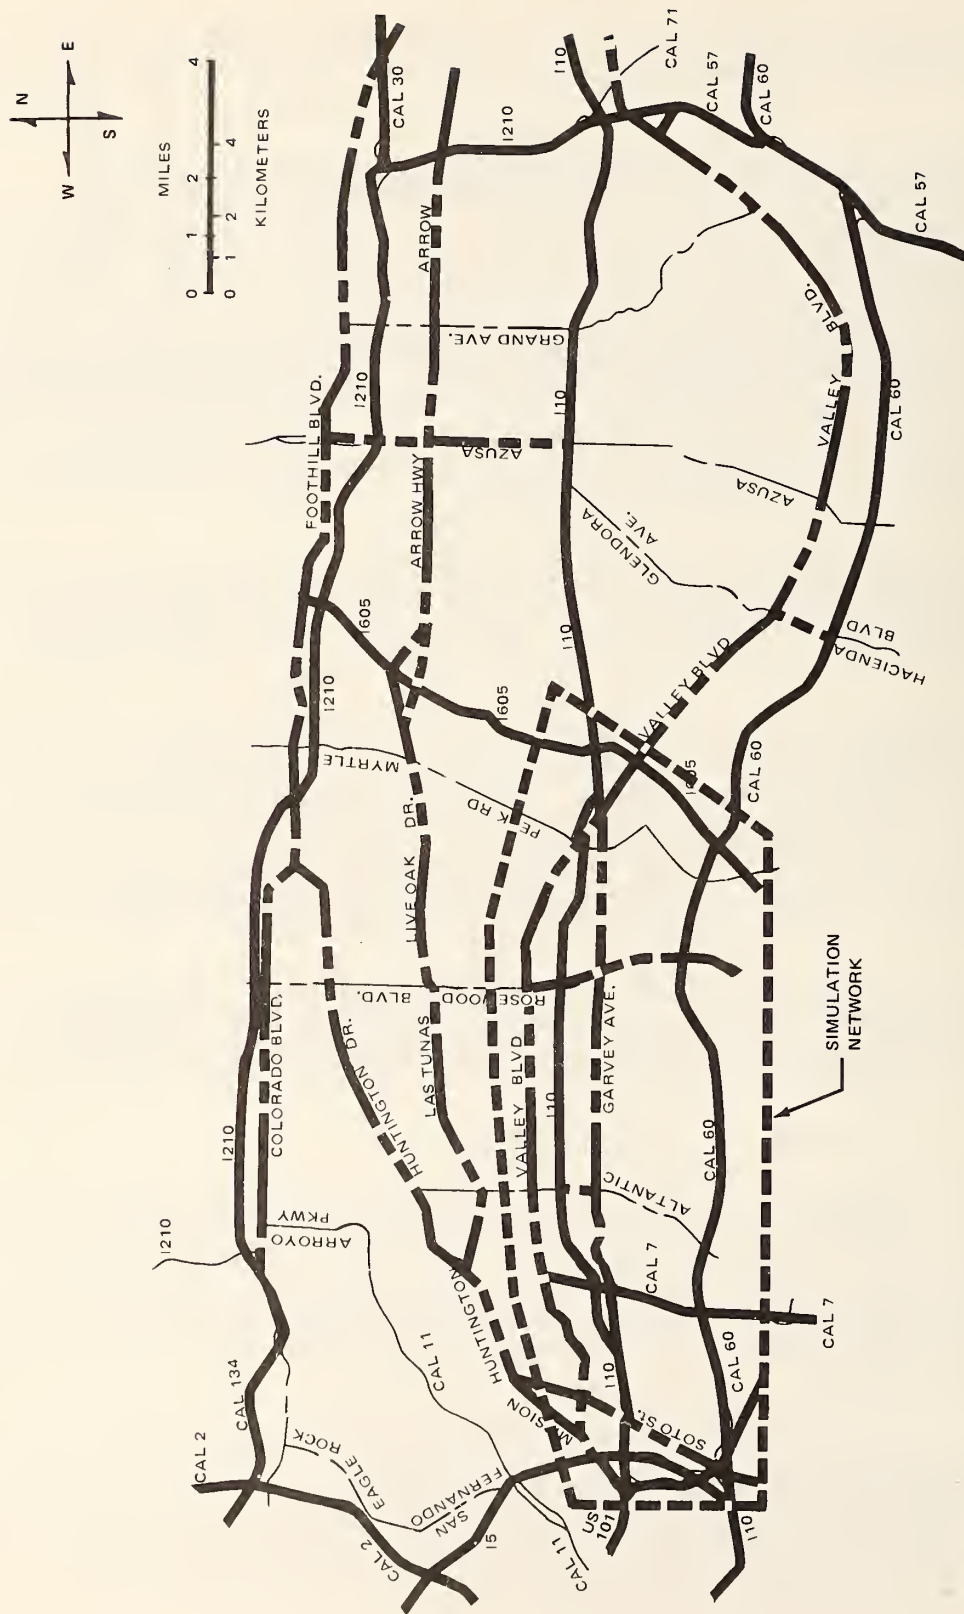 N
W
E
S
MILES
0 1 2 4
0 1 2 4
KILOMETERS
CAL 30
I10
CAL 71
I210
CAL 57
CAL 60
CAL 57
FOOTHILL BLVD.
I210
ARROW
GRAND AVE.
I10
VALLEY BLVD.
CAL 60
AZUSA
AZUSA
ARROW HWY
GLENDORA AVE.
I605
I210
I10
HACIENDA BLVD
VALLEY BLVD
I605
I605
CAL 60
MYRTLE
PECK RD
LIVE OAK DR.
COLORADO BLVD.
HUNTINGTON DR.
ROSEWOOD BLVD.
LAS TUNAS
VALLEY BLVD
I10
GARVEY AVE.
SIMULATION
NETWORK
I210
CAL 60
ALTANTIC
HUNTINGTON
I210
ARROYO PKWY
CAL 7
CAL 7
CAL 11
CAL 134
CAL 2
EAGLE ROCK
SAN FERNANDO
CAL 2
I5
CAL 11
MISSION
I10
SOTO ST.
CAL 60
US 101
I10